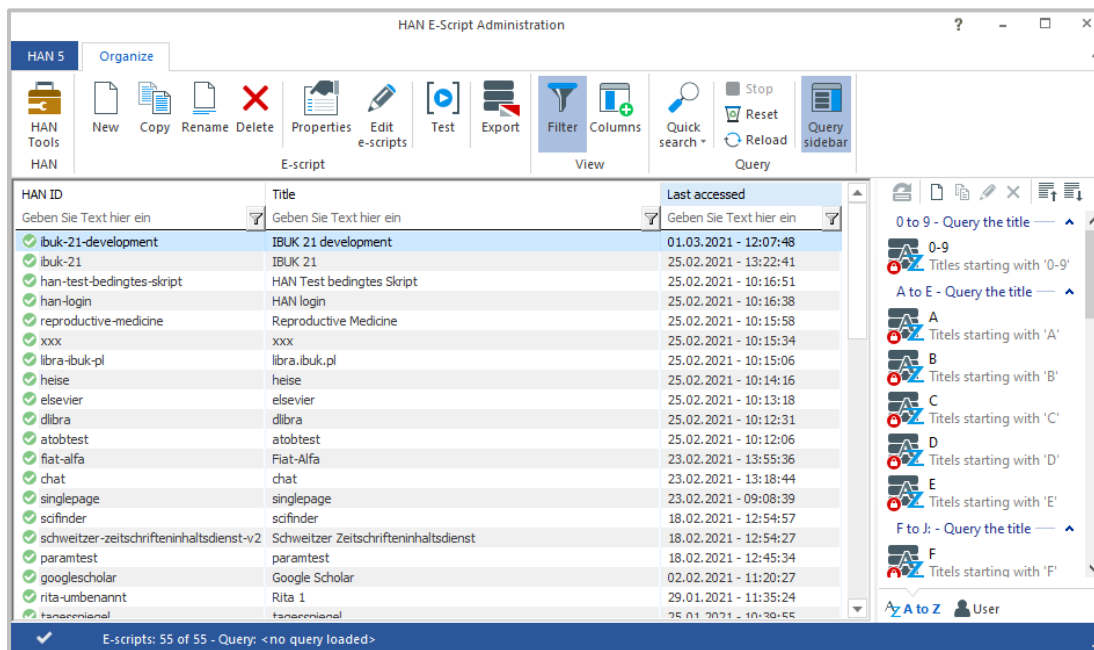 HAN E-Script Administration ? – □ ×
HAN 5 Organize
HAN Tools New Copy Rename Delete Properties Edit e-scripts Test Export Filter Columns Quick search Stop Reset Reload Query sidebar
HAN E-script View Query
HAN ID Title Last accessed
Geben Sie Text hier ein Geben Sie Text hier ein Geben Sie Text hier ein
ibuk-21-development IBUK 21 development 01.03.2021 - 12:07:48
ibuk-21 IBUK 21 25.02.2021 - 13:22:41
han-test-bedingtes-skript HAN Test bedingtes Skript 25.02.2021 - 10:16:51
han-login HAN login 25.02.2021 - 10:16:38
reproductive-medicine Reproductive Medicine 25.02.2021 - 10:15:58
xxx xxx 25.02.2021 - 10:15:34
libra-ibuk-pl libra.ibuk.pl 25.02.2021 - 10:15:06
heise heise 25.02.2021 - 10:14:16
elsevier elsevier 25.02.2021 - 10:13:18
dlibra dlibra 25.02.2021 - 10:12:31
atobtest atobtest 25.02.2021 - 10:12:06
fiat-alfa Fiat-Alfa 23.02.2021 - 13:55:36
chat chat 23.02.2021 - 13:18:44
singlepage singlepage 23.02.2021 - 09:08:39
scifinder scifinder 18.02.2021 - 12:54:57
schweitzer-zeitschrifteninhaltsdienst-v2 Schweitzer Zeitschrifteninhaltsdienst 18.02.2021 - 12:54:27
paramtest paramtest 18.02.2021 - 12:45:34
googlescholar Google Scholar 02.02.2021 - 11:20:27
rita-umbenannt Rita 1 29.01.2021 - 11:35:24
tagesspiegel tagesspiegel 25.01.2021 - 10:39:55
0 to 9 - Query the title
0-9
Titles starting with '0-9'
A to E - Query the title
A
Titels starting with 'A'
B
Titels starting with 'B'
C
Titels starting with 'C'
D
Titels starting with 'D'
E
Titels starting with 'E'
F to J: - Query the title
F
Titels starting with 'F'
A to Z User
E-scripts: 55 of 55 - Query: <no query loaded>